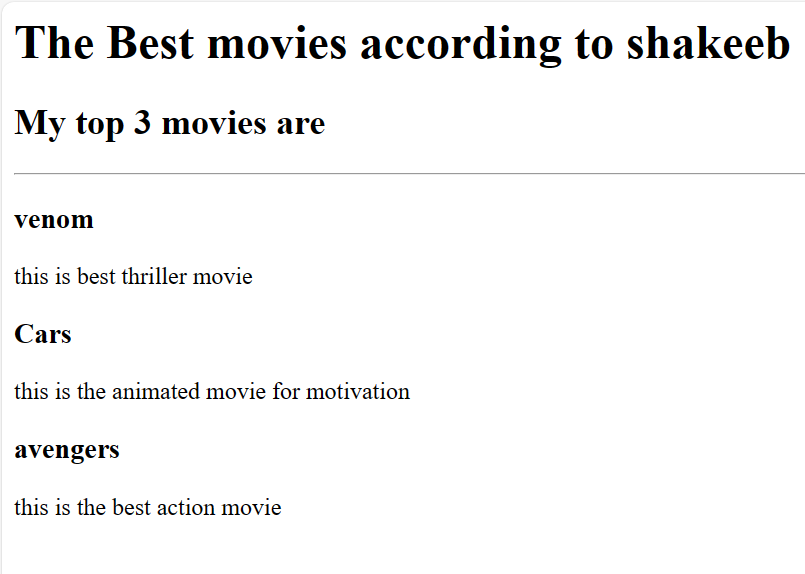 The Best movies according to shakeeb
My top 3 movies are
venom
this is best thriller movie
Cars
this is the animated movie for motivation
avengers
this is the best action movie